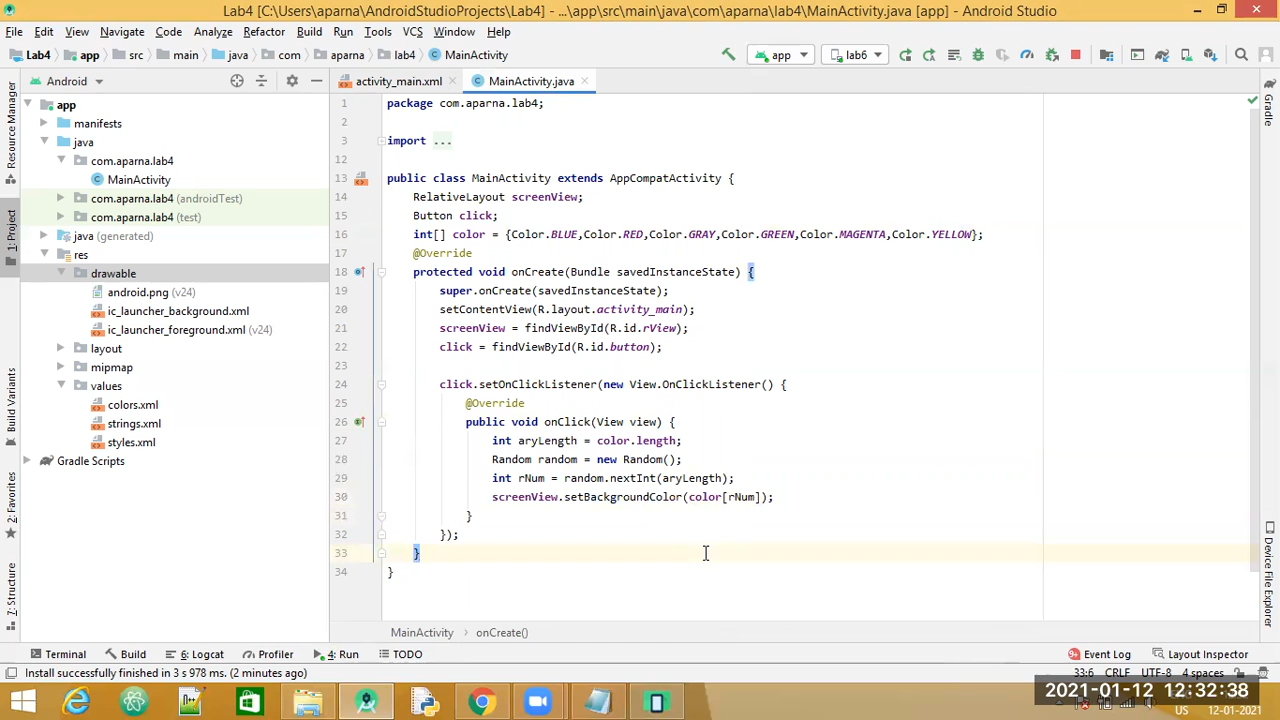 Lab4 [C:\Users\aparna\AndroidStudioProjects\Lab4] - ...\app\src\main\java\com\aparna\lab4\MainActivity.java [app] - Android Studio
File Edit View Navigate Code Analyze Refactor Build Run Tools VCS Window Help
Lab4 app src main java com aparna lab4 MainActivity app lab6
Android activity_main.xml MainActivity.java
Resource Manager
1: Project
Build Variants
2: Favorites
7: Structure
app
manifests
java
com.aparna.lab4
MainActivity
com.aparna.lab4 (androidTest)
com.aparna.lab4 (test)
java (generated)
res
drawable
android.png (v24)
ic_launcher_background.xml
ic_launcher_foreground.xml (v24)
layout
mipmap
values
colors.xml
strings.xml
styles.xml
Gradle Scripts
1 package com.aparna.lab4;
2
3 import ...
12
13 public class MainActivity extends AppCompatActivity {
14 RelativeLayout screenView;
15 Button click;
16 int[] color = {Color.BLUE,Color.RED,Color.GRAY,Color.GREEN,Color.MAGENTA,Color.YELLOW};
17 @Override
18 protected void onCreate(Bundle savedInstanceState) {
19 super.onCreate(savedInstanceState);
20 setContentView(R.layout.activity_main);
21 screenView = findViewById(R.id.rView);
22 click = findViewById(R.id.button);
23
24 click.setOnClickListener(new View.OnClickListener() {
25 @Override
26 public void onClick(View view) {
27 int aryLength = color.length;
28 Random random = new Random();
29 int rNum = random.nextInt(aryLength);
30 screenView.setBackgroundColor(color[rNum]);
31 }
32 });
33 }
34 }
Gradle
Device File Explorer
MainActivity onCreate()
Terminal Build 6: Logcat Profiler 4: Run TODO Event Log Layout Inspector
Install successfully finished in 3 s 978 ms. (2 minutes ago) 33:6 CRLF UTF-8 4 spaces
2021-01-12 12:32:38
US 12-01-2021